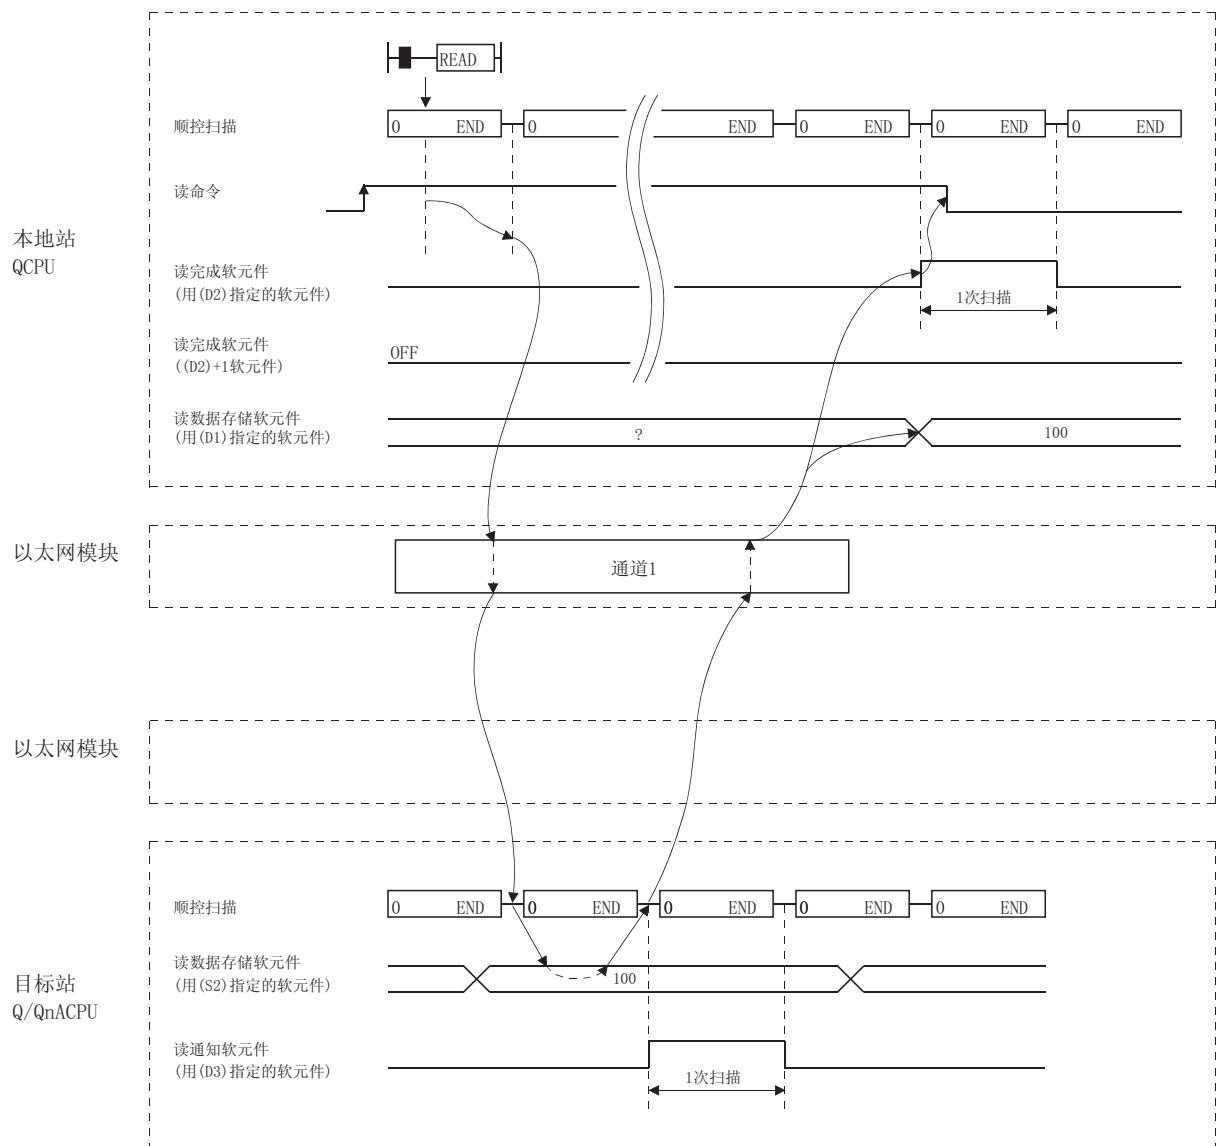 READ
顺控扫描
0 END 0 END 0 END 0 END 0 END
读命令
本地站
QCPU
读完成软元件
(用(D2)指定的软元件)
1次扫描
读完成软元件
((D2)+1软元件)
OFF
读数据存储软元件
(用(D1)指定的软元件)
?
100
以太网模块
通道1
以太网模块
顺控扫描
0 END 0 END 0 END 0 END 0 END
目标站
Q/QnACPU
读数据存储软元件
(用(S2)指定的软元件)
100
读通知软元件
(用(D3)指定的软元件)
1次扫描